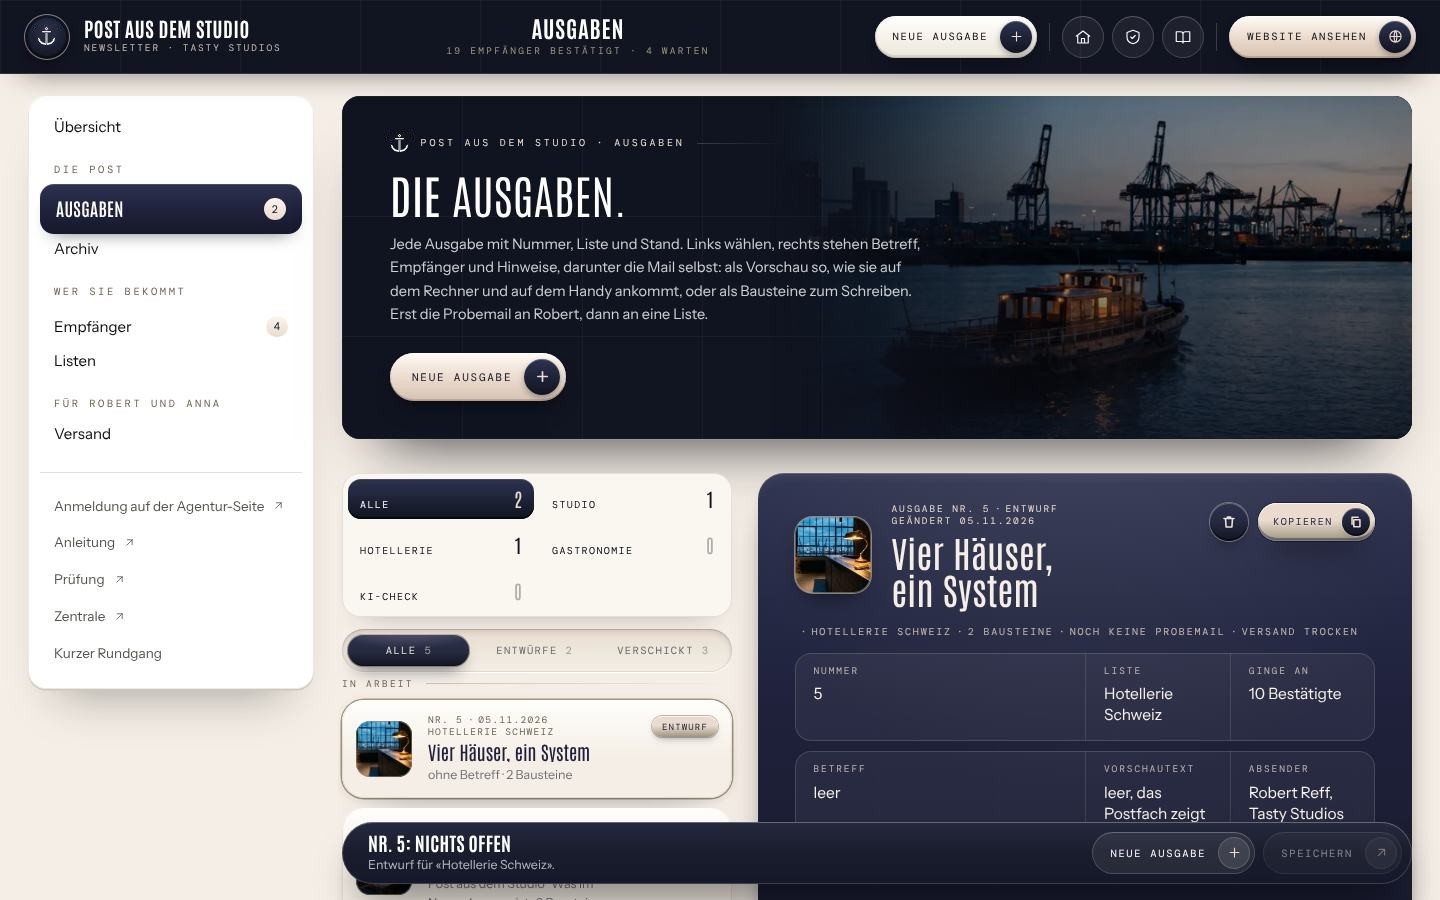 POST AUS DEM STUDIO
NEWSLETTER · TASTY STUDIOS
AUSGABEN
19 EMPFÄNGER BESTÄTIGT · 4 WARTEN
NEUE AUSGABE
WEBSITE ANSEHEN
Übersicht
DIE POST
AUSGABEN 2
Archiv
WER SIE BEKOMMT
Empfänger 4
Listen
FÜR ROBERT UND ANNA
Versand
Anmeldung auf der Agentur-Seite
Anleitung
Prüfung
Zentrale
Kurzer Rundgang
POST AUS DEM STUDIO · AUSGABEN
DIE AUSGABEN.
Jede Ausgabe mit Nummer, Liste und Stand. Links wählen, rechts stehen Betreff,
Empfänger und Hinweise, darunter die Mail selbst: als Vorschau so, wie sie auf
dem Rechner und auf dem Handy ankommt, oder als Bausteine zum Schreiben.
Erst die Probemail an Robert, dann an eine Liste.
NEUE AUSGABE
ALLE 2
STUDIO 1
HOTELLERIE 1
GASTRONOMIE 0
KI-CHECK 0
ALLE 5
ENTWÜRFE 2
VERSCHICKT 3
IN ARBEIT
NR. 5 · 05.11.2026
HOTELLERIE SCHWEIZ
ENTWURF
Vier Häuser, ein System
ohne Betreff · 2 Bausteine
AUSGABE NR. 5 · ENTWURF
GEÄNDERT 05.11.2026
Vier Häuser,
ein System
KOPIEREN
· HOTELLERIE SCHWEIZ · 2 BAUSTEINE · NOCH KEINE PROBEMAIL · VERSAND TROCKEN
NUMMER
5
LISTE
Hotellerie
Schweiz
GINGE AN
10 Bestätigte
BETREFF
leer
VORSCHAUTEXT
leer, das
Postfach zeigt
ABSENDER
Robert Reff,
Tasty Studios
NR. 5: NICHTS OFFEN
Entwurf für «Hotellerie Schweiz».
NEUE AUSGABE
SPEICHERN